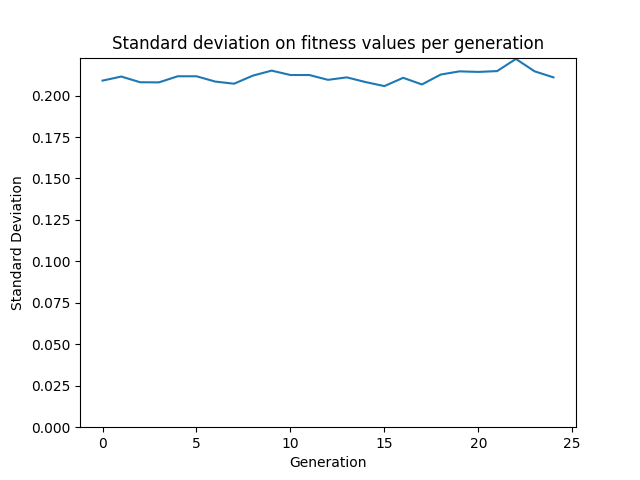 Standard deviation on fitness values per generation
0.200
0.175
0.150
0.125
0.100
0.075
0.050
0.025
0.000
Standard Deviation
0 5 10 15 20 25
Generation